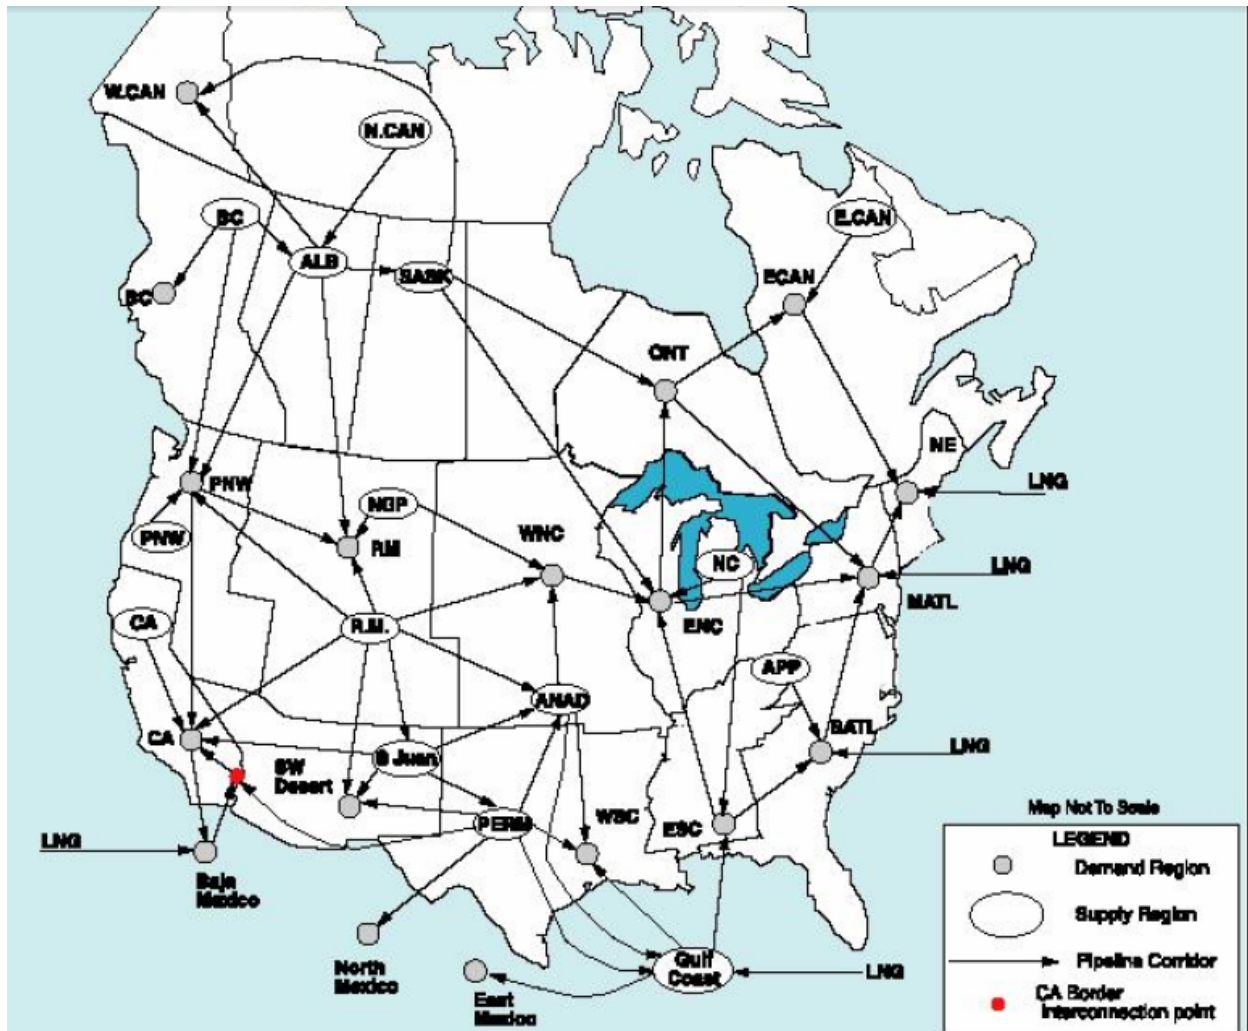 W.CAN
N.CAN
BC
E.CAN
ALB
SASK
ECAN
BC
ONT
NE
LNG
PNW
NGP
PNW
RM
WNC
NC
LNG
MATL
CA
R.M.
ENC
APP
ANAD
SATL
CA
S Juan
LNG
SW
Desert
Map Not To Scale
WSC
ESC
PERM
LEGEND
LNG
Demand Region
Baja
Mexico
Supply Region
North
Mexico
Gulf
Coast
LNG
Pipeline Corridor
East
Mexico
CA Border
Interconnection point